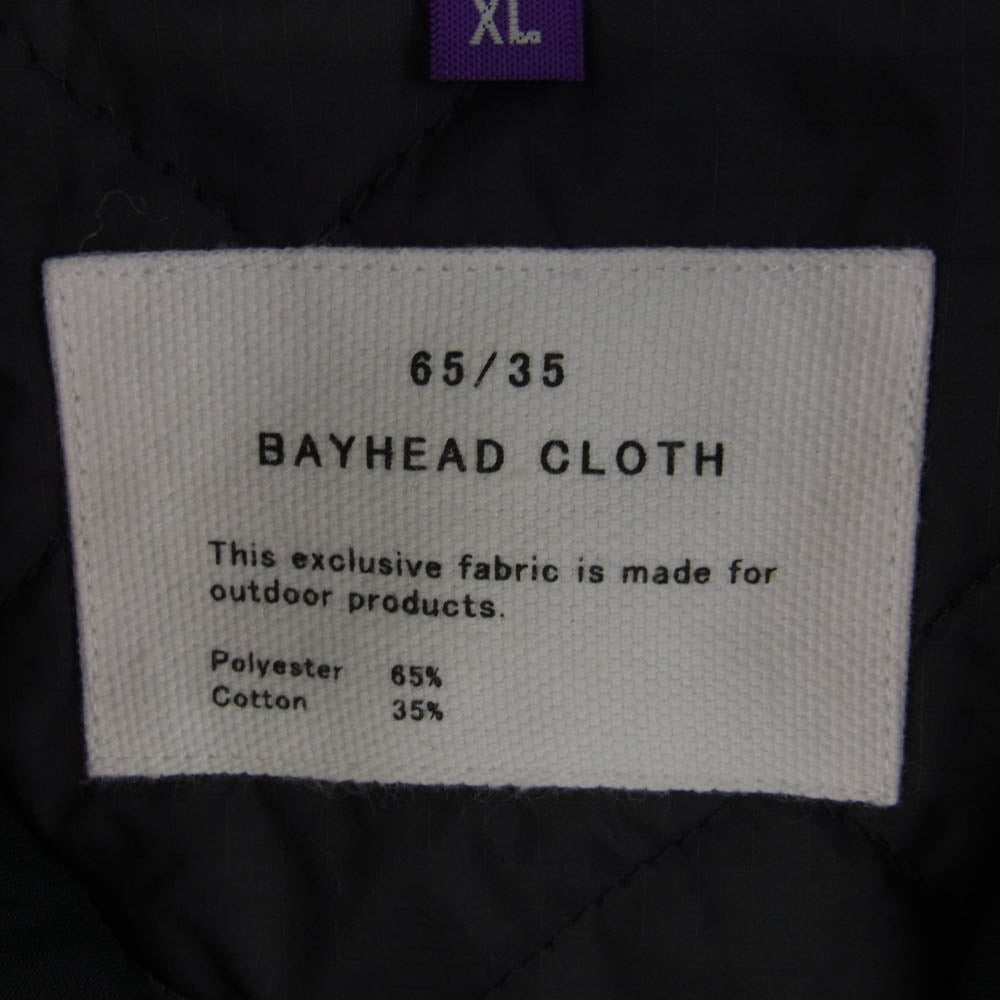 XL
65/35
BAYHEAD CLOTH
This exclusive fabric is made for
outdoor products.
Polyester 65%
Cotton 35%